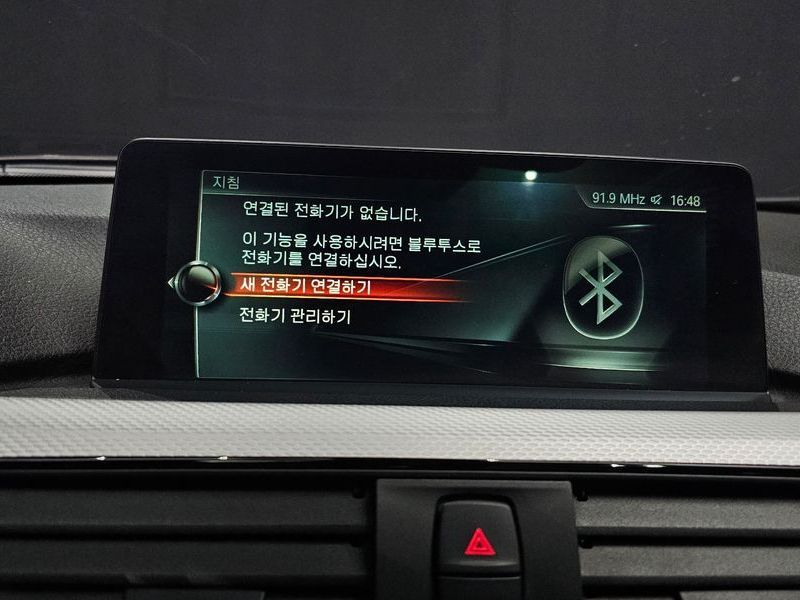 지침
91.9 MHz 16:48
연결된 전화기가 없습니다.
이 기능을 사용하시려면 블루투스로
전화기를 연결하십시오.
새 전화기 연결하기
전화기 관리하기